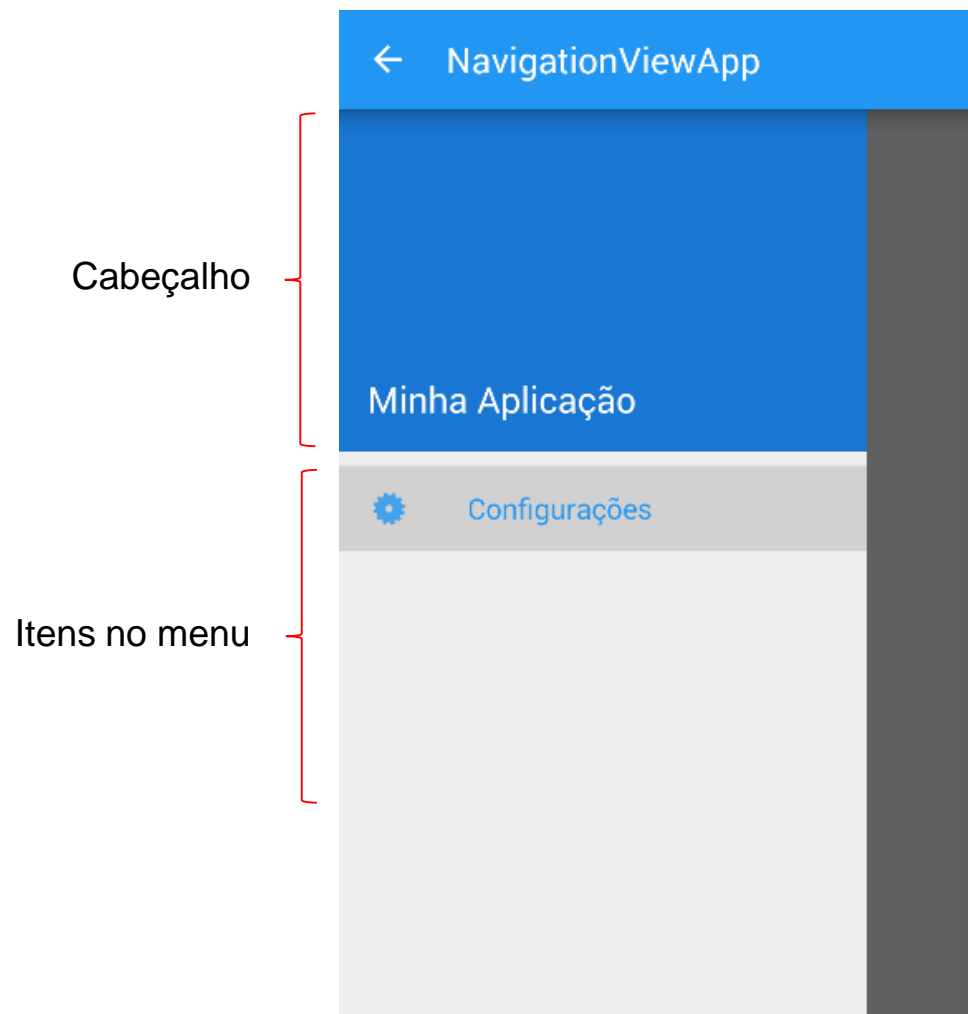 NavigationViewApp
Cabeçalho
Minha Aplicação
Configurações
Itens no menu